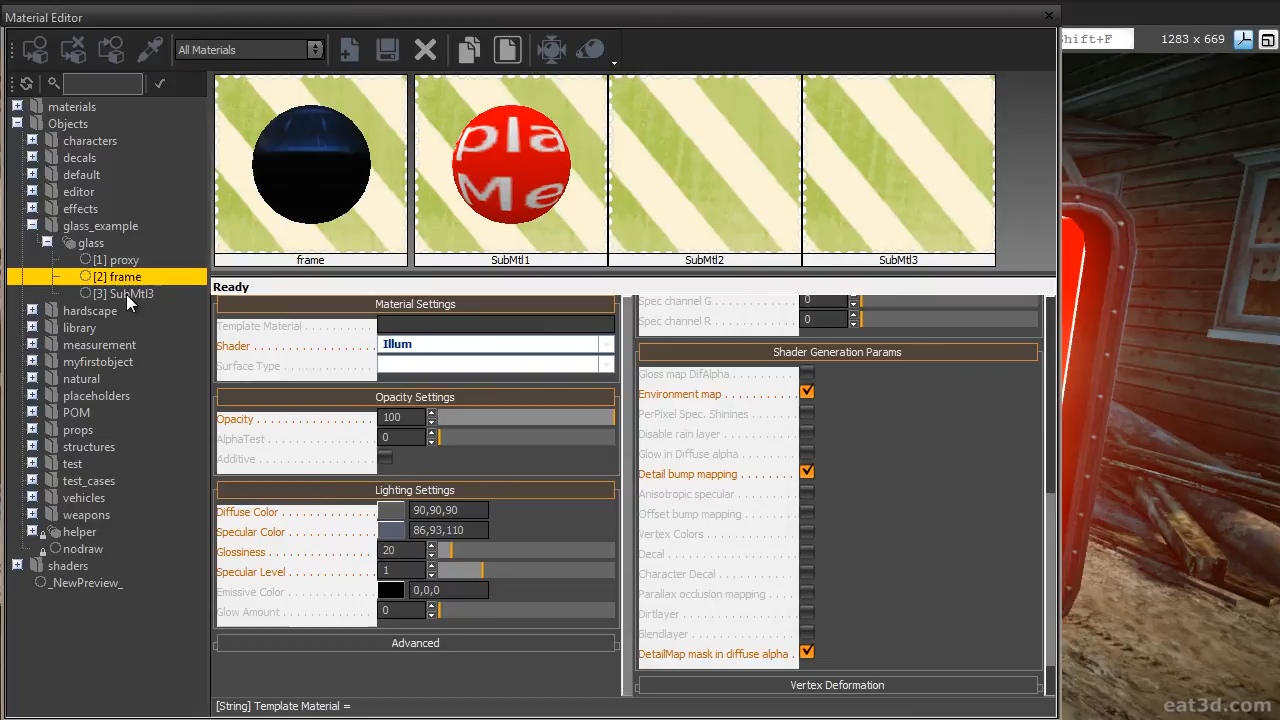 Material Editor
×
Shift+F
1283 x 669
All Materials
materials
Objects
characters
decals
default
editor
effects
glass_example
glass
[1] proxy
[2] frame
[3] SubMtl3
hardscape
library
measurement
myfirstobject
natural
placeholders
POM
props
structures
test
test_cases
vehicles
weapons
helper
nodraw
shaders
_NewPreview_
pla
Me
frame
SubMtl1
SubMtl2
SubMtl3
Ready
Material Settings
Template Material
Shader
Illum
Surface Type
Opacity Settings
Opacity
100
AlphaTest
0
Additive
Lighting Settings
Diffuse Color
90,90,90
Specular Color
86,93,110
Glossiness
20
Specular Level
1
Emissive Color
0,0,0
Glow Amount
0
Advanced
Spec channel G
0
Spec channel R
0
Shader Generation Params
Gloss map DifAlpha
Environment map
PerPixel Spec. Shinines
Disable rain layer
Glow in Diffuse alpha
Detail bump mapping
Anisotropic specular
Offset bump mapping
Vertex Colors
Decal
Character Decal
Parallax occlusion mapping
Dirtlayer
Blendlayer
DetailMap mask in diffuse alpha
Vertex Deformation
[String] Template Material =
eat3d.com